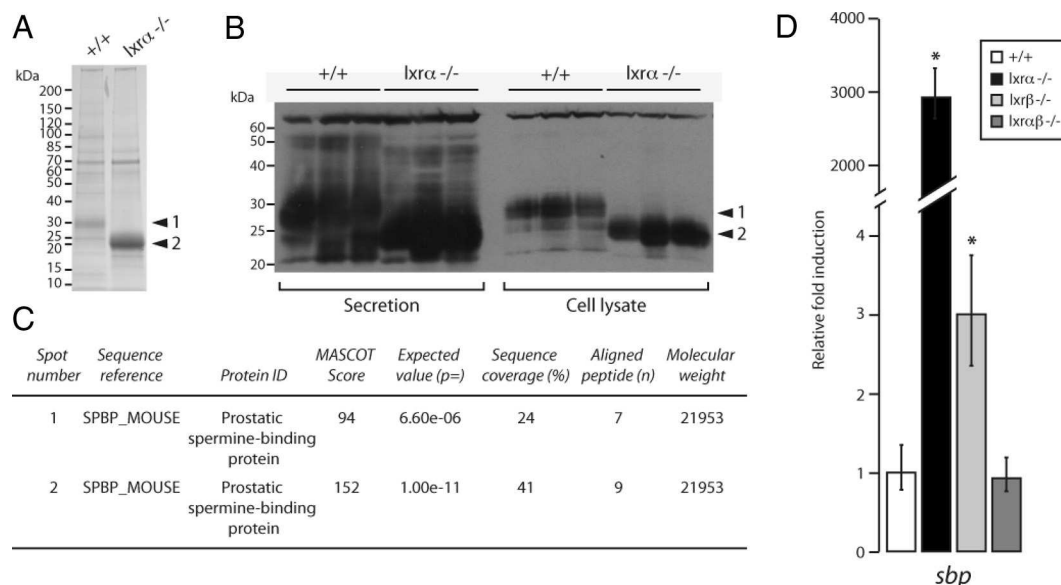 A
+/+
lxrα -/-
kDa
200
150
120
100
85
70
60
50
40
30
25
20
15
10
1
2
B
+/+
lxrα -/-
+/+
lxrα -/-
kDa
60
50
40
30
25
20
1
2
Secretion
Cell lysate
C
Spot number
Sequence reference
Protein ID
MASCOT Score
Expected value (p=)
Sequence coverage (%)
Aligned peptide (n)
Molecular weight
1 SPBP_MOUSE Prostatic spermine-binding protein 94 6.60e-06 24 7 21953
2 SPBP_MOUSE Prostatic spermine-binding protein 152 1.00e-11 41 9 21953
D
Relative fold induction
4000
3000
2000
4
3
2
1
0
*
*
+/+
lxrα -/-
lxrβ-/-
lxrαβ-/-
sbp